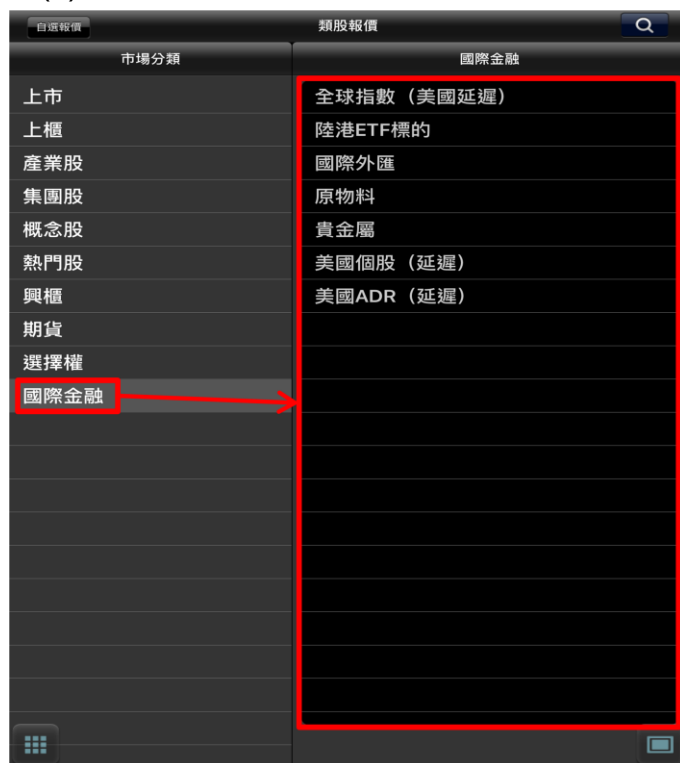 自選報價
類股報價
市場分類
國際金融
上市
上櫃
產業股
集團股
概念股
熱門股
興櫃
期貨
選擇權
國際金融
全球指數（美國延遲）
陸港ETF標的
國際外匯
原物料
貴金屬
美國個股（延遲）
美國ADR（延遲）